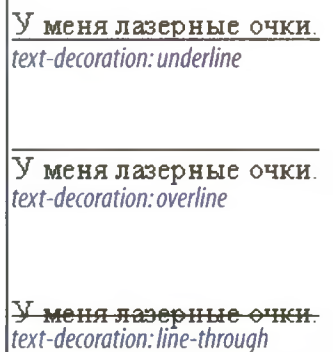 У меня лазерные очки.
text-decoration: underline
У меня лазерные очки.
text-decoration: overline
У меня лазерные очки.
text-decoration: line-through